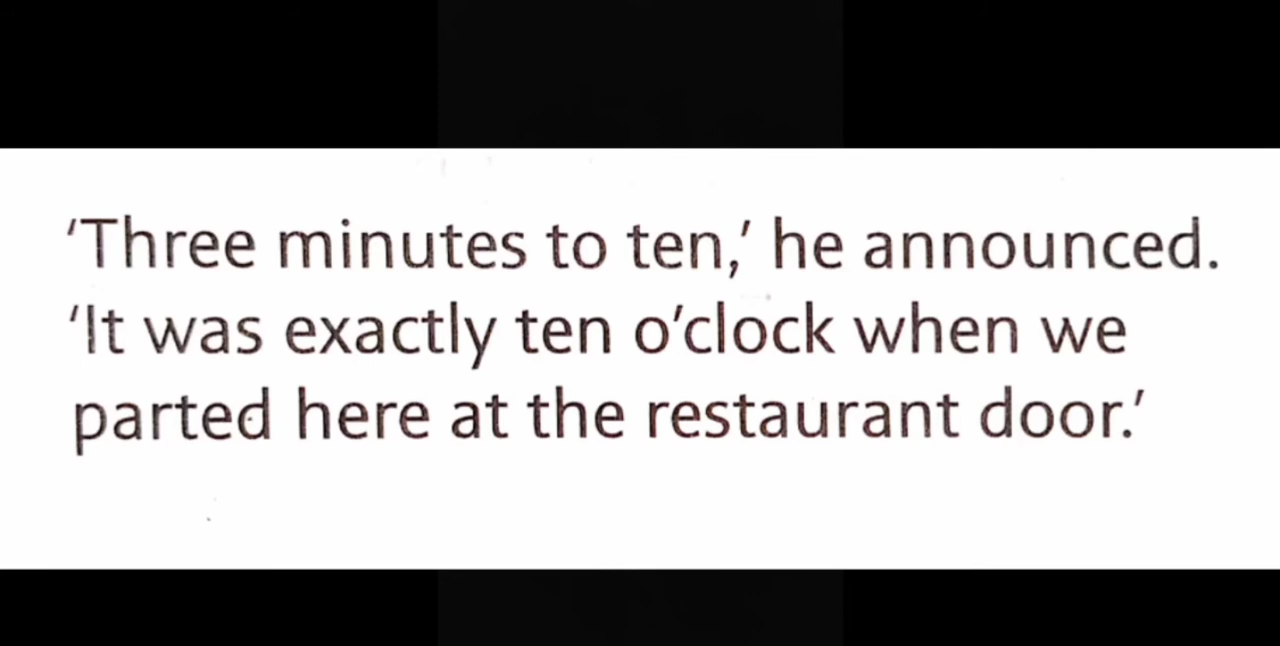 ‘Three minutes to ten,’ he announced.
‘It was exactly ten o’clock when we
parted here at the restaurant door.’